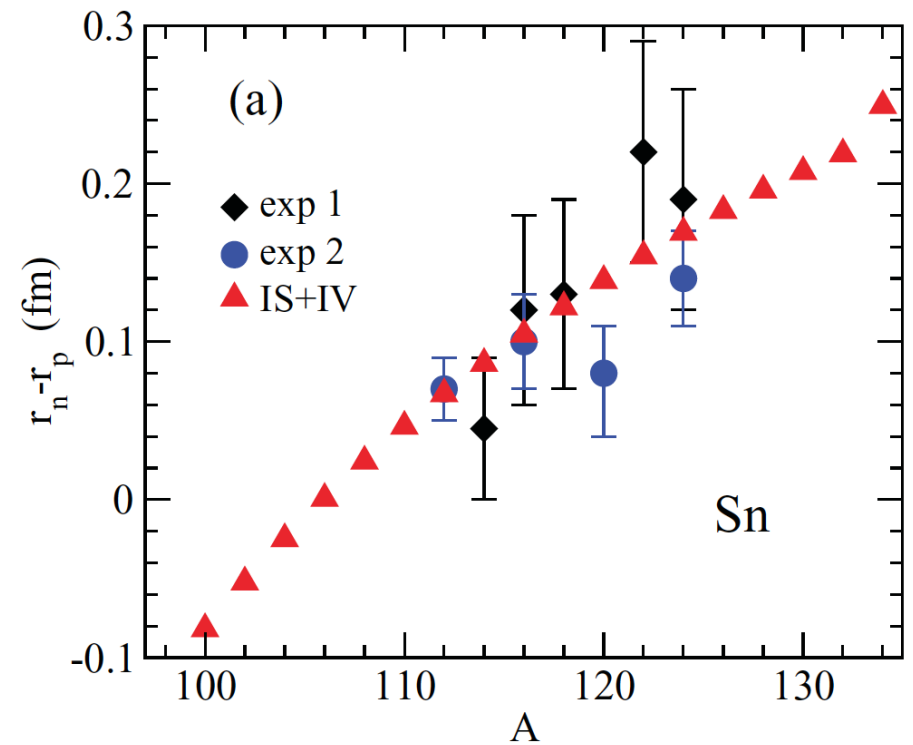 0.3
(a)
exp 1
exp 2
IS+IV
0.2
0.1
0
-0.1
r_n-r_p (fm)
Sn
100 110 120 130
A